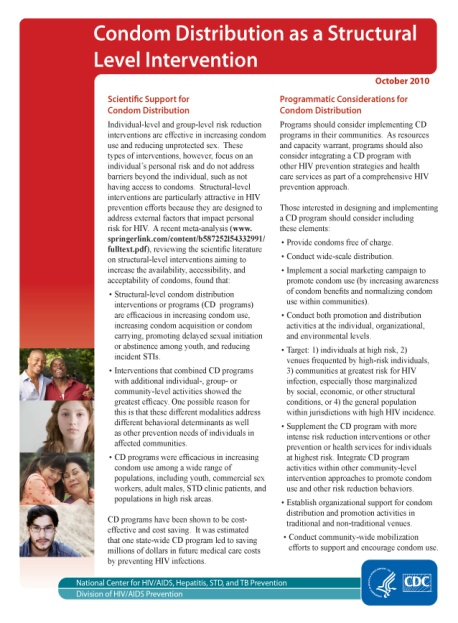 Condom Distribution as a Structural
Level Intervention
October 2010
Scientific Support for
Condom Distribution
Individual-level and group-level risk reduction
interventions are effective in increasing condom
use and reducing unprotected sex. These
types of interventions, however, focus on an
individual´s personal risk and do not address
barriers beyond the individual, such as not
having access to condoms. Structural-level
interventions are particularly attractive in HIV
prevention efforts because they are designed to
address external factors that impact personal
risk for HIV. A recent meta-analysis (www.
springerlink.com/content/b587252l54332991/
fulltext.pdf), reviewing the scientific literature
on structural-level interventions aiming to
increase the availability, accessibility, and
acceptability of condoms, found that:
• Structural-level condom distribution
interventions or programs (CD programs)
are efficacious in increasing condom use,
increasing condom acquisition or condom
carrying, promoting delayed sexual initiation
or abstinence among youth, and reducing
incident STIs.
• Interventions that combined CD programs
with additional individual-, group- or
community-level activities showed the
greatest efficacy. One possible reason for
this is that these different modalities address
different behavioral determinants as well
as other prevention needs of individuals in
affected communities.
• CD programs were efficacious in increasing
condom use among a wide range of
populations, including youth, commercial sex
workers, adult males, STD clinic patients, and
populations in high risk areas.
CD programs have been shown to be cost-
effective and cost saving. It was estimated
that one state-wide CD program led to saving
millions of dollars in future medical care costs
by preventing HIV infections.
Programmatic Considerations for
Condom Distribution
Programs should consider implementing CD
programs in their communities. As resources
and capacity warrant, programs should also
consider integrating a CD program with
other HIV prevention strategies and health
care services as part of a comprehensive HIV
prevention approach.
Those interested in designing and implementing
a CD program should consider including
these elements:
• Provide condoms free of charge.
• Conduct wide-scale distribution.
• Implement a social marketing campaign to
promote condom use (by increasing awareness
of condom benefits and normalizing condom
use within communities).
• Conduct both promotion and distribution
activities at the individual, organizational,
and environmental levels.
• Target: 1) individuals at high risk, 2)
venues frequented by high-risk individuals,
3) communities at greatest risk for HIV
infection, especially those marginalized
by social, economic, or other structural
conditions, or 4) the general population
within jurisdictions with high HIV incidence.
• Supplement the CD program with more
intense risk reduction interventions or other
prevention or health services for individuals
at highest risk. Integrate CD program
activities within other community-level
intervention approaches to promote condom
use and other risk reduction behaviors.
• Establish organizational support for condom
distribution and promotion activities in
traditional and non-traditional venues.
• Conduct community-wide mobilization
efforts to support and encourage condom use.
National Center for HIV/AIDS, Hepatitis, STD, and TB Prevention
Division of HIV/AIDS Prevention
CDC